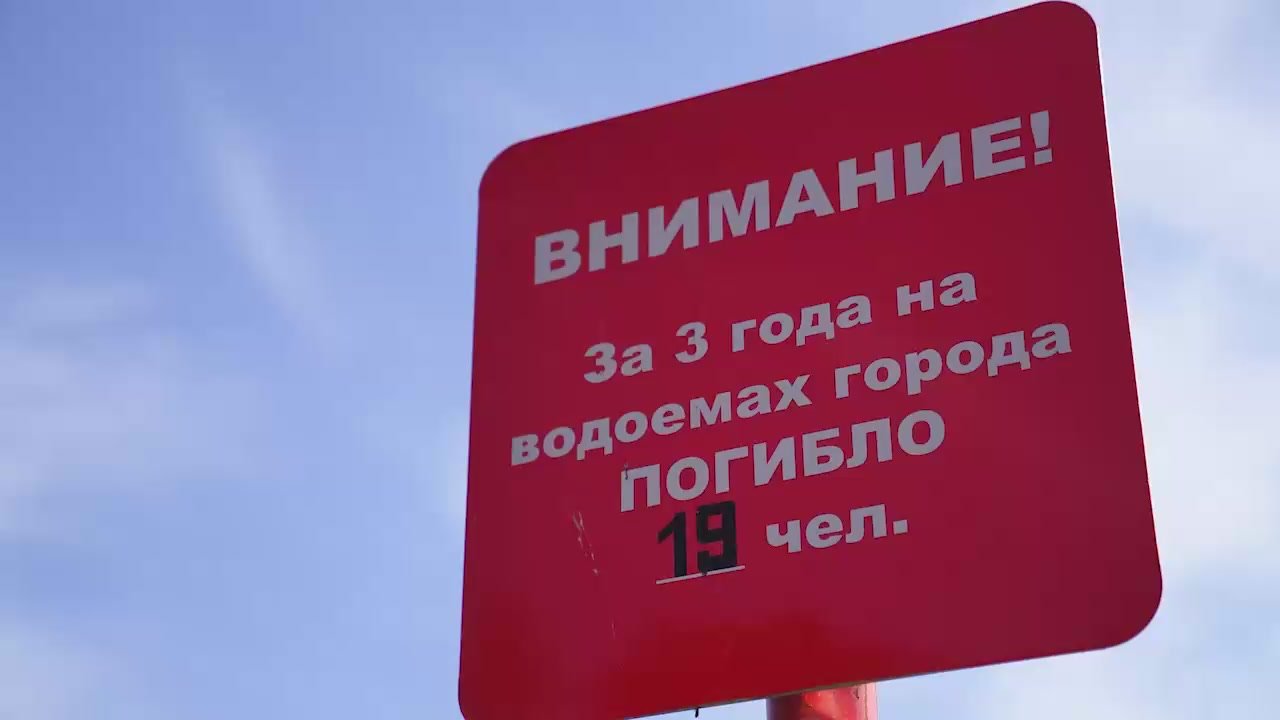 ВНИМАНИЕ!
За 3 года на
водоемах города
ПОГИБЛО
19 чел.